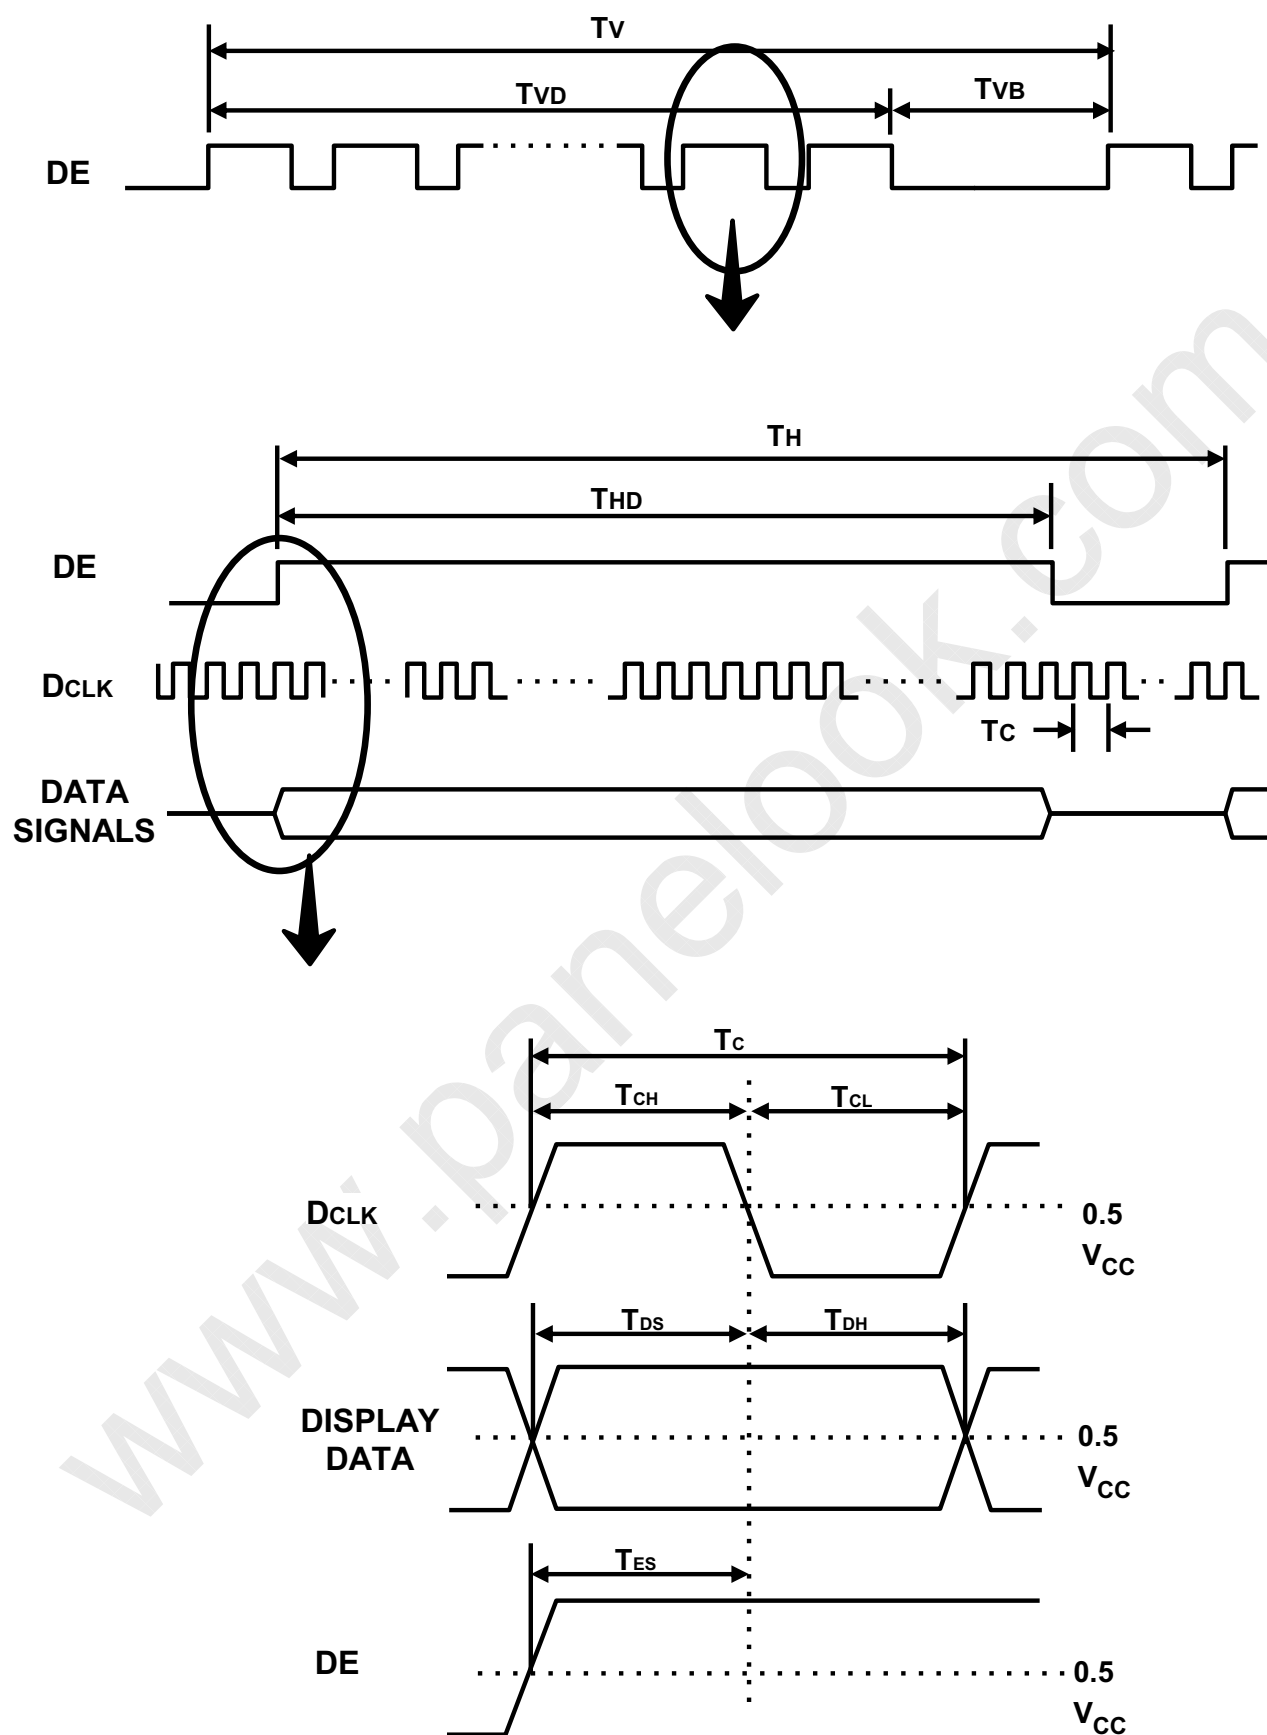 TV
TVD
TVB
DE
TH
THD
DE
DCLK
TC
DATA
SIGNALS
TC
TCH
TCL
DCLK
0.5
VCC
TDS
TDH
DISPLAY
DATA
0.5
VCC
TES
DE
0.5
VCC
www.panelook.com